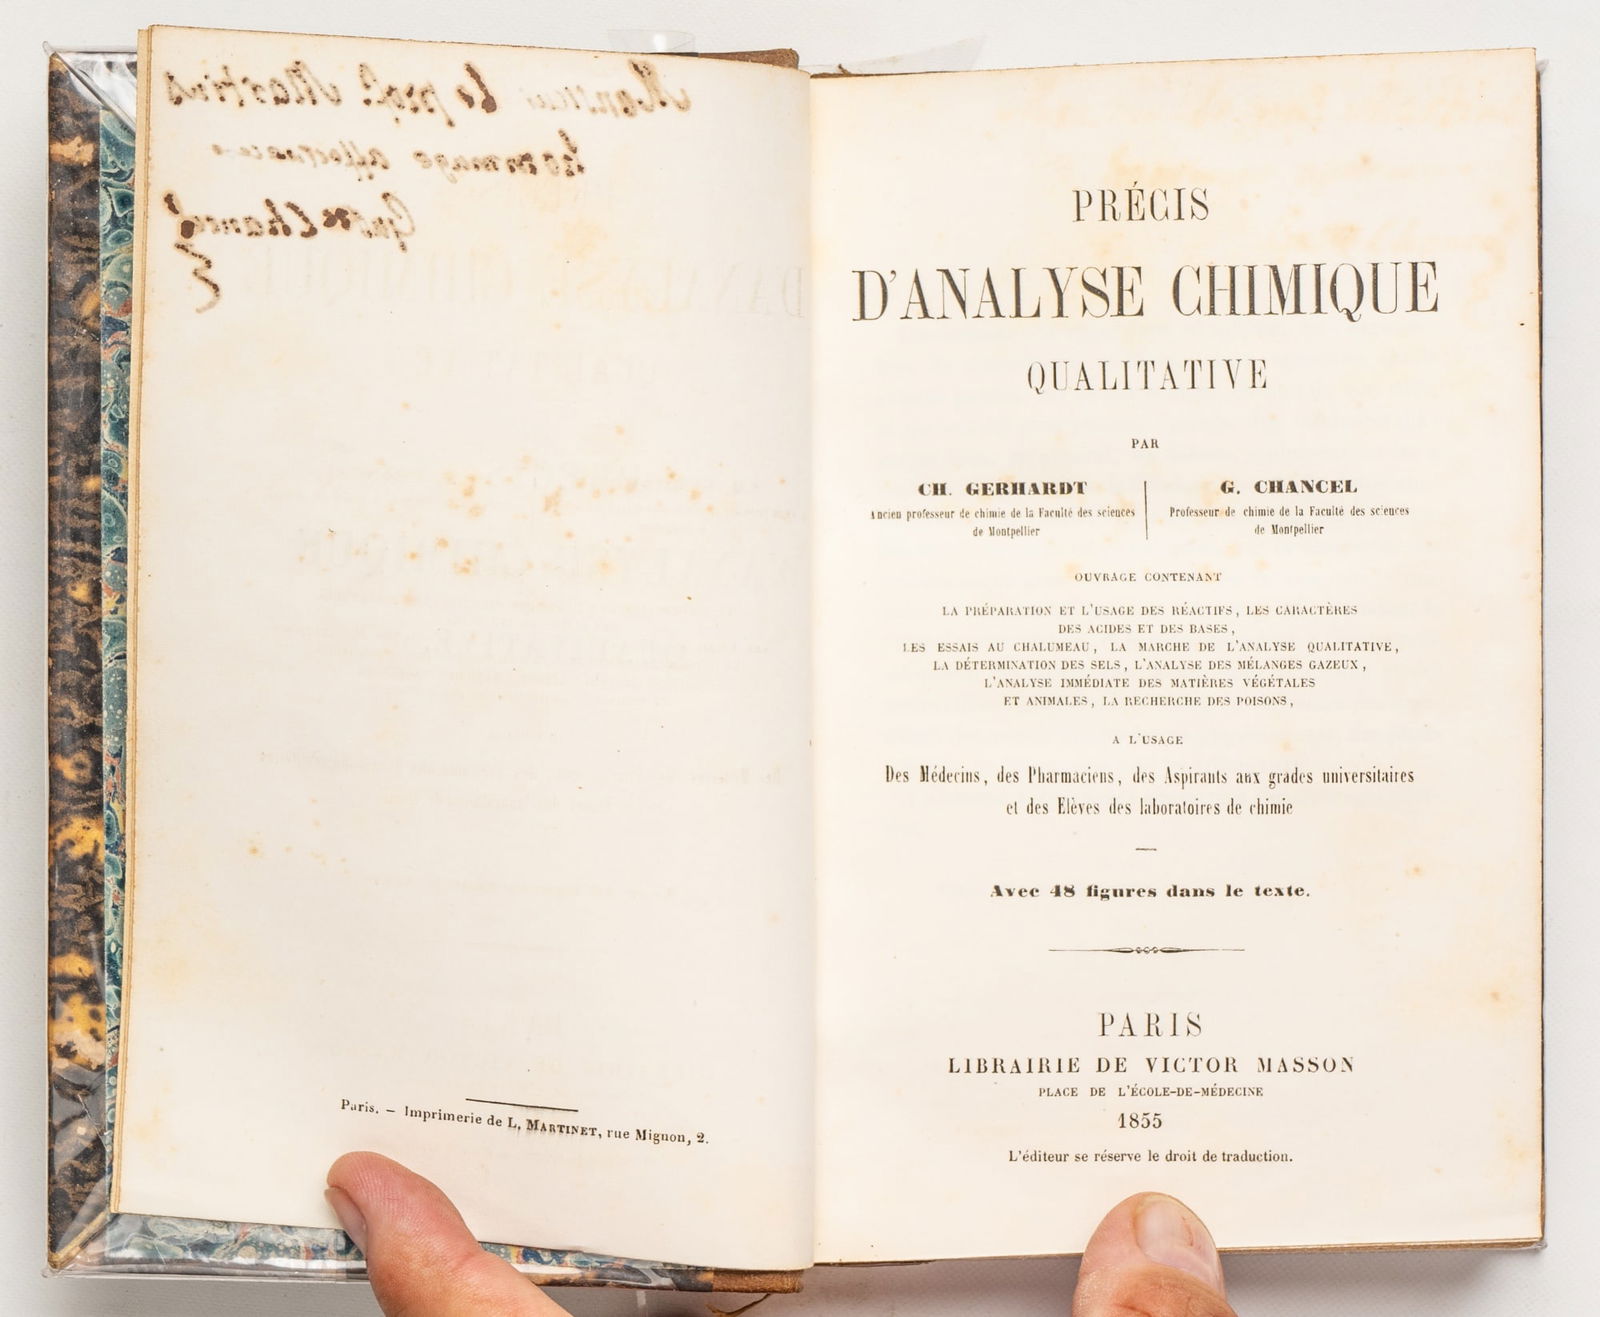 Monsieur le prof. Martins
hommage affectueux
Paris. — Imprimerie de L. MARTINET, rue Mignon, 2.
PRÉCIS
D'ANALYSE CHIMIQUE
QUALITATIVE
PAR
CH. GERHARDT
Ancien professeur de chimie de la Faculté des sciences
de Montpellier
G. CHANCEL
Professeur de chimie de la Faculté des sciences
de Montpellier
OUVRAGE CONTENANT
LA PRÉPARATION ET L'USAGE DES RÉACTIFS, LES CARACTÈRES
DES ACIDES ET DES BASES,
LES ESSAIS AU CHALUMEAU, LA MARCHE DE L'ANALYSE QUALITATIVE,
LA DÉTERMINATION DES SELS, L'ANALYSE DES MÉLANGES GAZEUX,
L'ANALYSE IMMÉDIATE DES MATIÈRES VÉGÉTALES
ET ANIMALES, LA RECHERCHE DES POISONS,
A L'USAGE
Des Médecins, des Pharmaciens, des Aspirants aux grades universitaires
et des Elèves des laboratoires de chimie
Avec 48 figures dans le texte.
PARIS
LIBRAIRIE DE VICTOR MASSON
PLACE DE L'ÉCOLE-DE-MÉDECINE
1855
L'éditeur se réserve le droit de traduction.